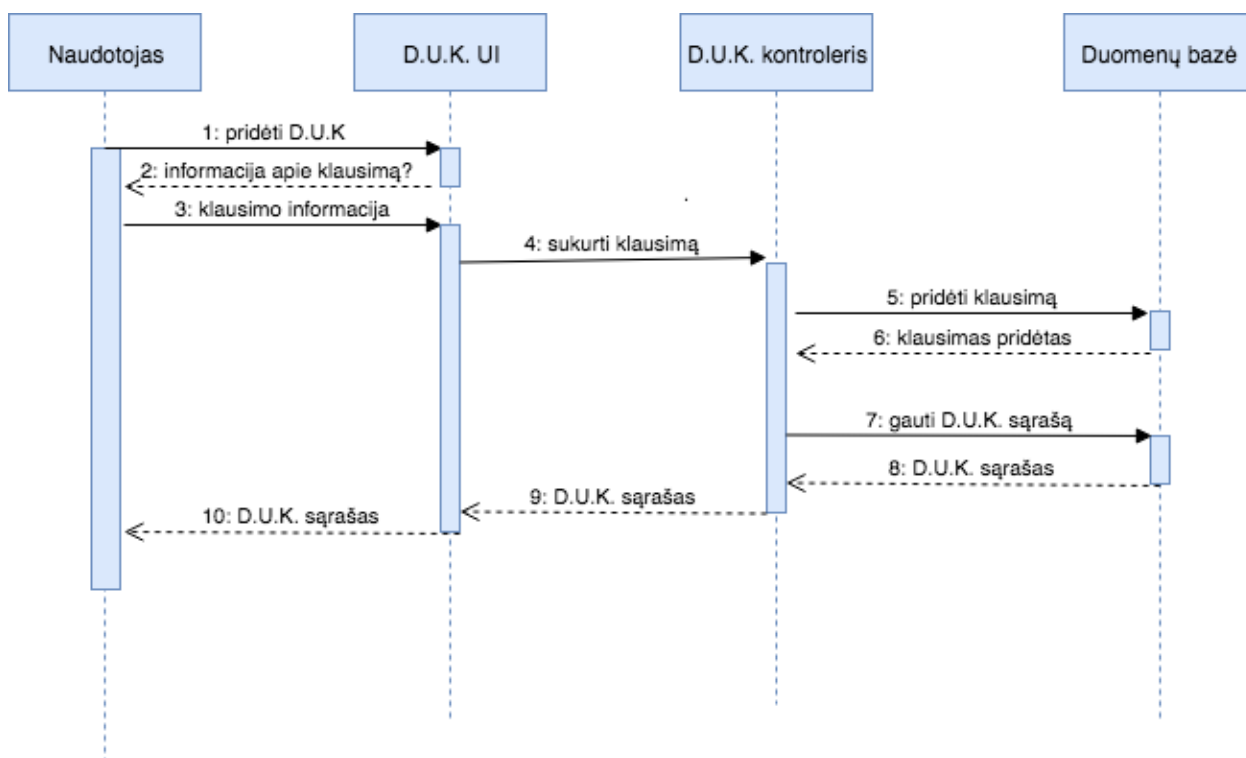 Naudotojas
D.U.K. UI
D.U.K. kontroleris
Duomenų bazė
1: pridėti D.U.K
2: informacija apie klausimą?
3: klausimo informacija
4: sukurti klausimą
5: pridėti klausimą
6: klausimas pridėtas
7: gauti D.U.K. sąrašą
8: D.U.K. sąrašas
9: D.U.K. sąrašas
10: D.U.K. sąrašas